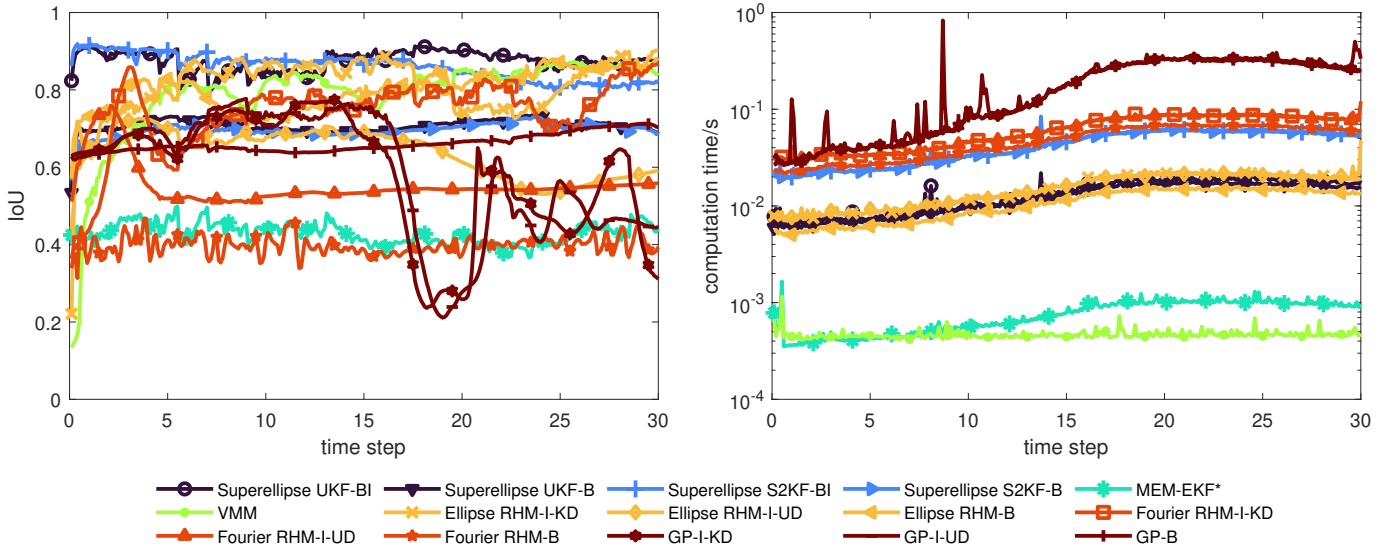 1
0.8
0.6
0.4
0.2
0
IoU
0 5 10 15 20 25 30
time step
10^0
10^-1
10^-2
10^-3
10^-4
computation time/s
0 5 10 15 20 25 30
time step
Superellipse UKF-BI Superellipse UKF-B Superellipse S2KF-BI Superellipse S2KF-B MEM-EKF*
VMM Ellipse RHM-I-KD Ellipse RHM-I-UD Ellipse RHM-B Fourier RHM-I-KD
Fourier RHM-I-UD Fourier RHM-B GP-I-KD GP-I-UD GP-B